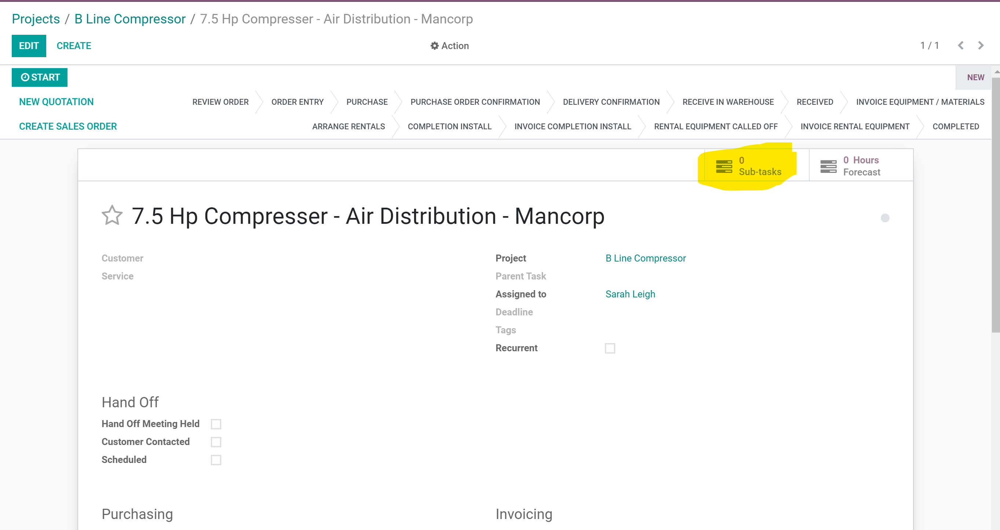 Projects / B Line Compressor / 7.5 Hp Compresser - Air Distribution - Mancorp
EDIT CREATE Action 1 / 1
START NEW
NEW QUOTATION REVIEW ORDER ORDER ENTRY PURCHASE PURCHASE ORDER CONFIRMATION DELIVERY CONFIRMATION RECEIVE IN WAREHOUSE RECEIVED INVOICE EQUIPMENT / MATERIALS
CREATE SALES ORDER ARRANGE RENTALS COMPLETION INSTALL INVOICE COMPLETION INSTALL RENTAL EQUIPMENT CALLED OFF INVOICE RENTAL EQUIPMENT COMPLETED
0 0 Hours
Sub-tasks Forecast
7.5 Hp Compresser - Air Distribution - Mancorp
Customer Project B Line Compressor
Service Parent Task
Assigned to Sarah Leigh
Deadline
Tags
Recurrent
Hand Off
Hand Off Meeting Held
Customer Contacted
Scheduled
Purchasing Invoicing